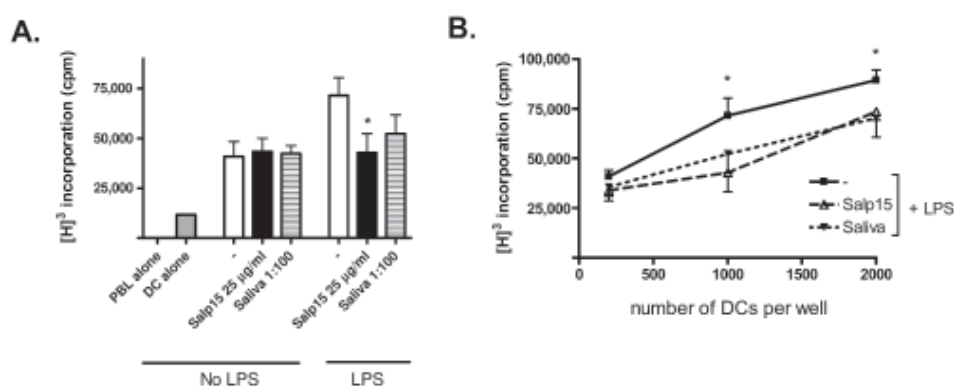 A.
[H]³ incorporation (cpm)
75,000
50,000
25,000
PBL alone
DC alone
-
Salp15 25 µg/ml
Saliva 1:100
-
Salp15 25 µg/ml
Saliva 1:100
*
No LPS
LPS
B.
[H]³ incorporation (cpm)
100,000
75,000
50,000
25,000
0
0
500
1000
1500
2000
*
*
-
Salp15
Saliva
+ LPS
number of DCs per well